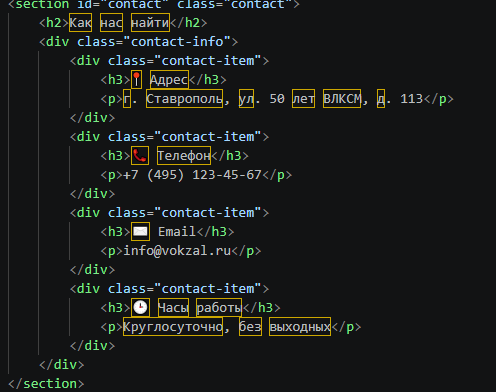 <section id="contact" class="contact">
<h2>Как нас найти</h2>
<div class="contact-info">
<div class="contact-item">
<h3>📍 Адрес</h3>
<p>г. Ставрополь, ул. 50 лет ВЛКСМ, д. 113</p>
</div>
<div class="contact-item">
<h3>📞 Телефон</h3>
<p>+7 (495) 123-45-67</p>
</div>
<div class="contact-item">
<h3>✉️ Email</h3>
<p>info@vokzal.ru</p>
</div>
<div class="contact-item">
<h3>🕒 Часы работы</h3>
<p>Круглосуточно, без выходных</p>
</div>
</div>
</section>